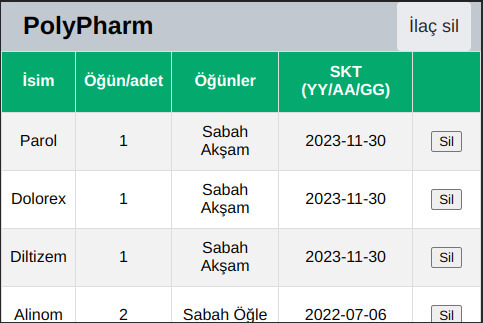 PolyPharm İlaç sil
İsim Öğün/adet Öğünler SKT
(YY/AA/GG)
Parol 1 Sabah
Akşam 2023-11-30 Sil
Dolorex 1 Sabah
Akşam 2023-11-30 Sil
Diltizem 1 Sabah
Akşam 2023-11-30 Sil
Alinom 2 Sabah Öğle 2022-07-06 Sil